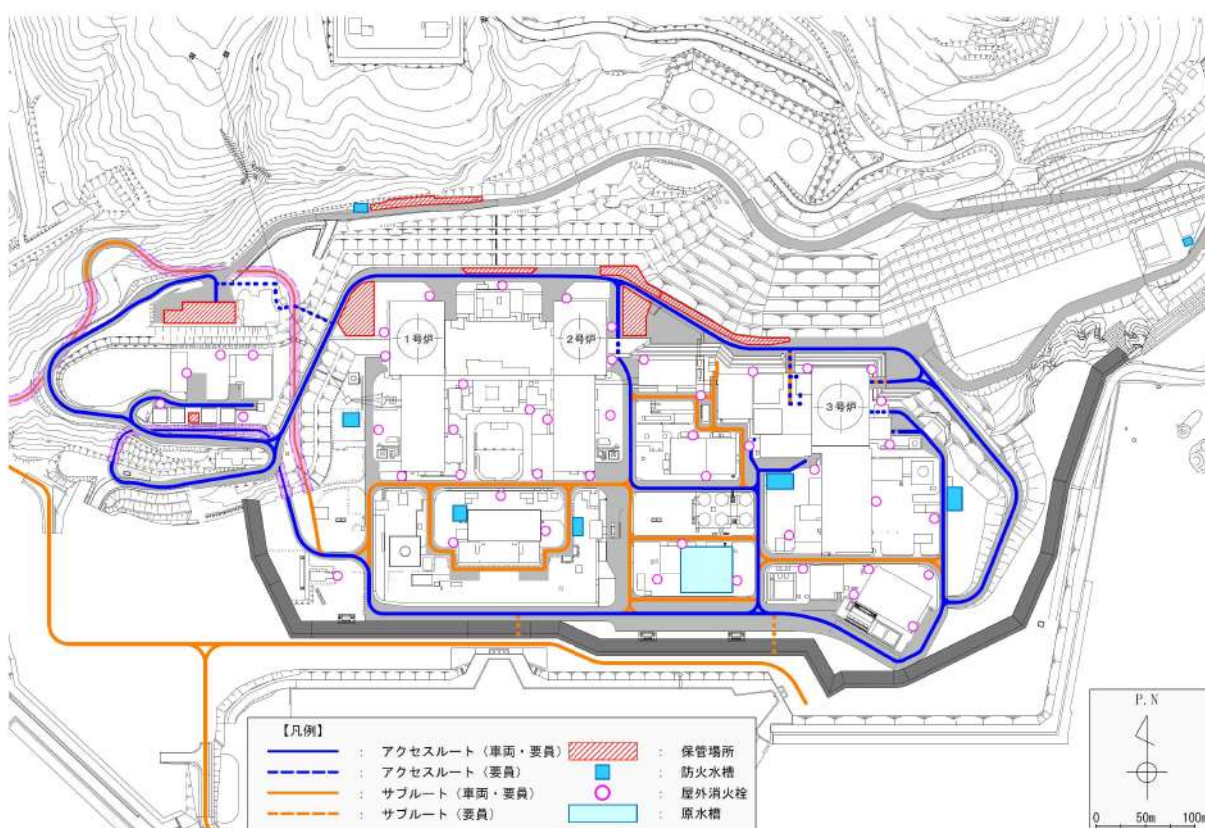 1号炉
2号炉
3号炉
【凡例】
： アクセスルート（車両・要員）
： 保管場所
： アクセスルート（要員）
： 防火水槽
： サブルート（車両・要員）
： 屋外消火栓
： サブルート（要員）
： 原水槽
P.N
0 50m 100m